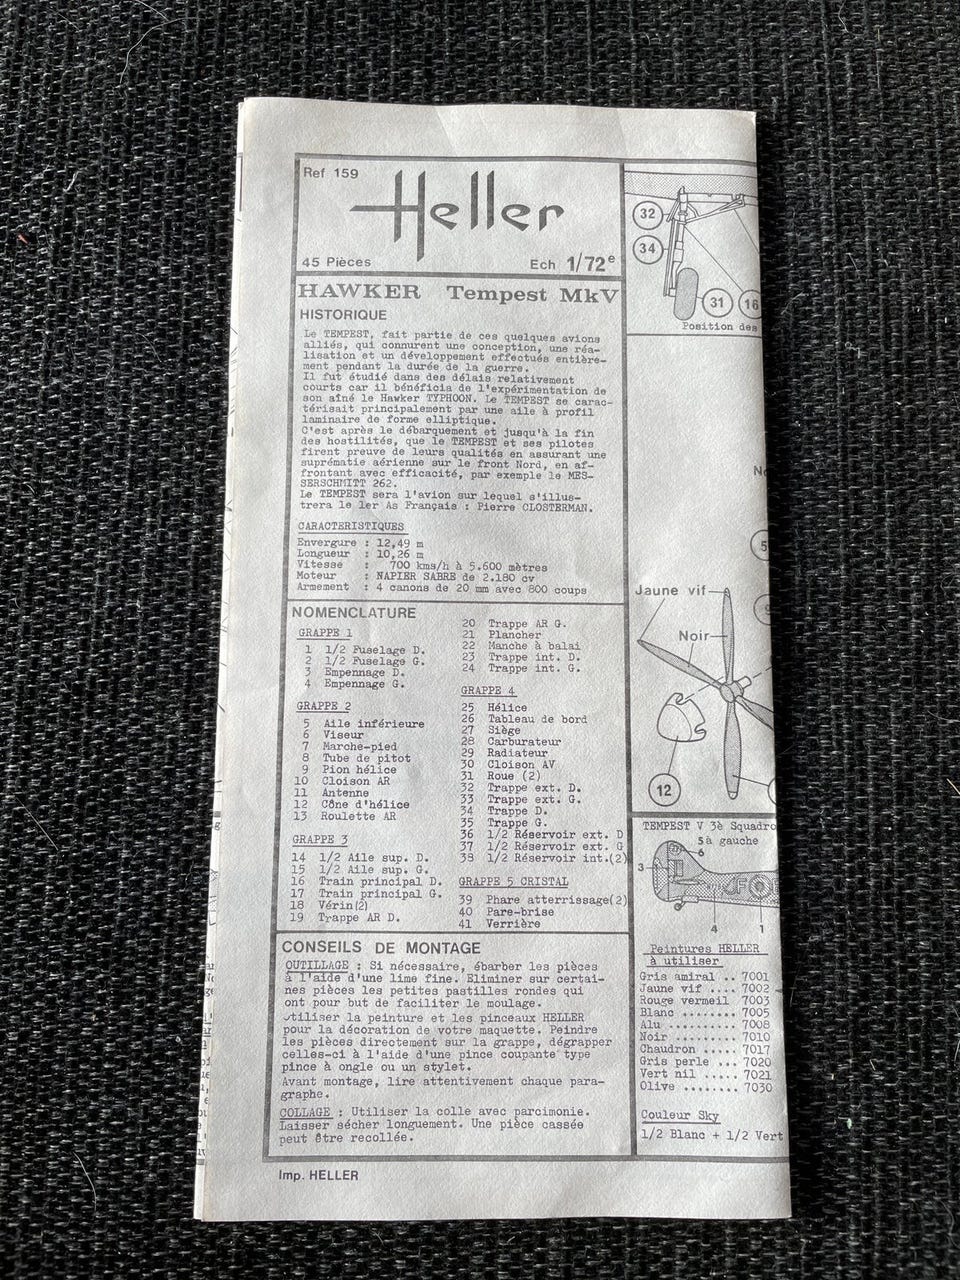 Ref 159
Heller
45 Pièces
Ech 1/72e
HAWKER Tempest MkV
HISTORIQUE
Le TEMPEST, fait partie de ces quelques avions
alliés, qui connurent une conception, une réa-
lisation et un développement effectués entière-
ment pendant la durée de la guerre.
Il fut étudié dans des délais relativement
courts car il bénéficia de l'expérimentation de
son aîné le Hawker TYPHOON. Le TEMPEST se carac-
térisait principalement par une aile à profil
laminaire de forme elliptique.
C'est après le débarquement et jusqu'à la fin
des hostilités, que le TEMPEST et ses pilotes
firent preuve de leurs qualités en assurant une
suprématie aérienne sur le front Nord, en af-
frontant avec efficacité, par exemple le MES-
SERSCHMITT 262.
Le TEMPEST sera l'avion sur lequel s'illus-
trera le 1er As Français : Pierre CLOSTERMAN.
CARACTERISTIQUES
Envergure : 12,49 m
Longueur : 10,26 m
Vitesse : 700 kms/h à 5.600 mètres
Moteur : NAPIER SABRE de 2.180 cv
Armement : 4 canons de 20 mm avec 800 coups
NOMENCLATURE
GRAPPE 1
1 1/2 Fuselage D.
2 1/2 Fuselage G.
3 Empennage D.
4 Empennage G.
GRAPPE 2
5 Aile inférieure
6 Viseur
7 Marche-pied
8 Tube de pitot
9 Pion hélice
10 Cloison AR
11 Antenne
12 Cône d'hélice
13 Roulette AR
GRAPPE 3
14 1/2 Aile sup. D.
15 1/2 Aile sup. G.
16 Train principal D.
17 Train principal G.
18 Vérin(2)
19 Trappe AR D.
20 Trappe AR G.
21 Plancher
22 Manche à balai
23 Trappe int. D.
24 Trappe int. G.
GRAPPE 4
25 Hélice
26 Tableau de bord
27 Siège
28 Carburateur
29 Radiateur
30 Cloison AV
31 Roue (2)
32 Trappe ext. D.
33 Trappe ext. G.
34 Trappe D.
35 Trappe G.
36 1/2 Réservoir ext. D
37 1/2 Réservoir ext. G
38 1/2 Réservoir int.(2)
GRAPPE 5 CRISTAL
39 Phare atterrissage(2)
40 Pare-brise
41 Verrière
CONSEILS DE MONTAGE
OUTILLAGE : Si nécessaire, ébarber les pièces
à l'aide d'une lime fine. Eliminer sur certai-
nes pièces les petites pastilles rondes qui
ont pour but de faciliter le moulage.
Utiliser la peinture et les pinceaux HELLER
pour la décoration de votre maquette. Peindre
les pièces directement sur la grappe, dégrapper
celles-ci à l'aide d'une pince coupante type
pince à ongle ou un stylet.
Avant montage, lire attentivement chaque para-
graphe.
COLLAGE : Utiliser la colle avec parcimonie.
Laisser sécher longuement. Une pièce cassée
peut être recollée.
Imp. HELLER
32
34
31
16
Position des
Jaune vif
Noir
12
TEMPEST V 3è Squadro
5 à gauche
6
3
JF
4
1
Peintures HELLER
à utiliser
Gris amiral .. 7001
Jaune vif .... 7002
Rouge vermeil 7003
Blanc ........ 7005
Alu .......... 7008
Noir ......... 7010
Chaudron ..... 7017
Gris perle ... 7020
Vert nil ..... 7021
Olive ........ 7030
Couleur Sky
1/2 Blanc + 1/2 Vert